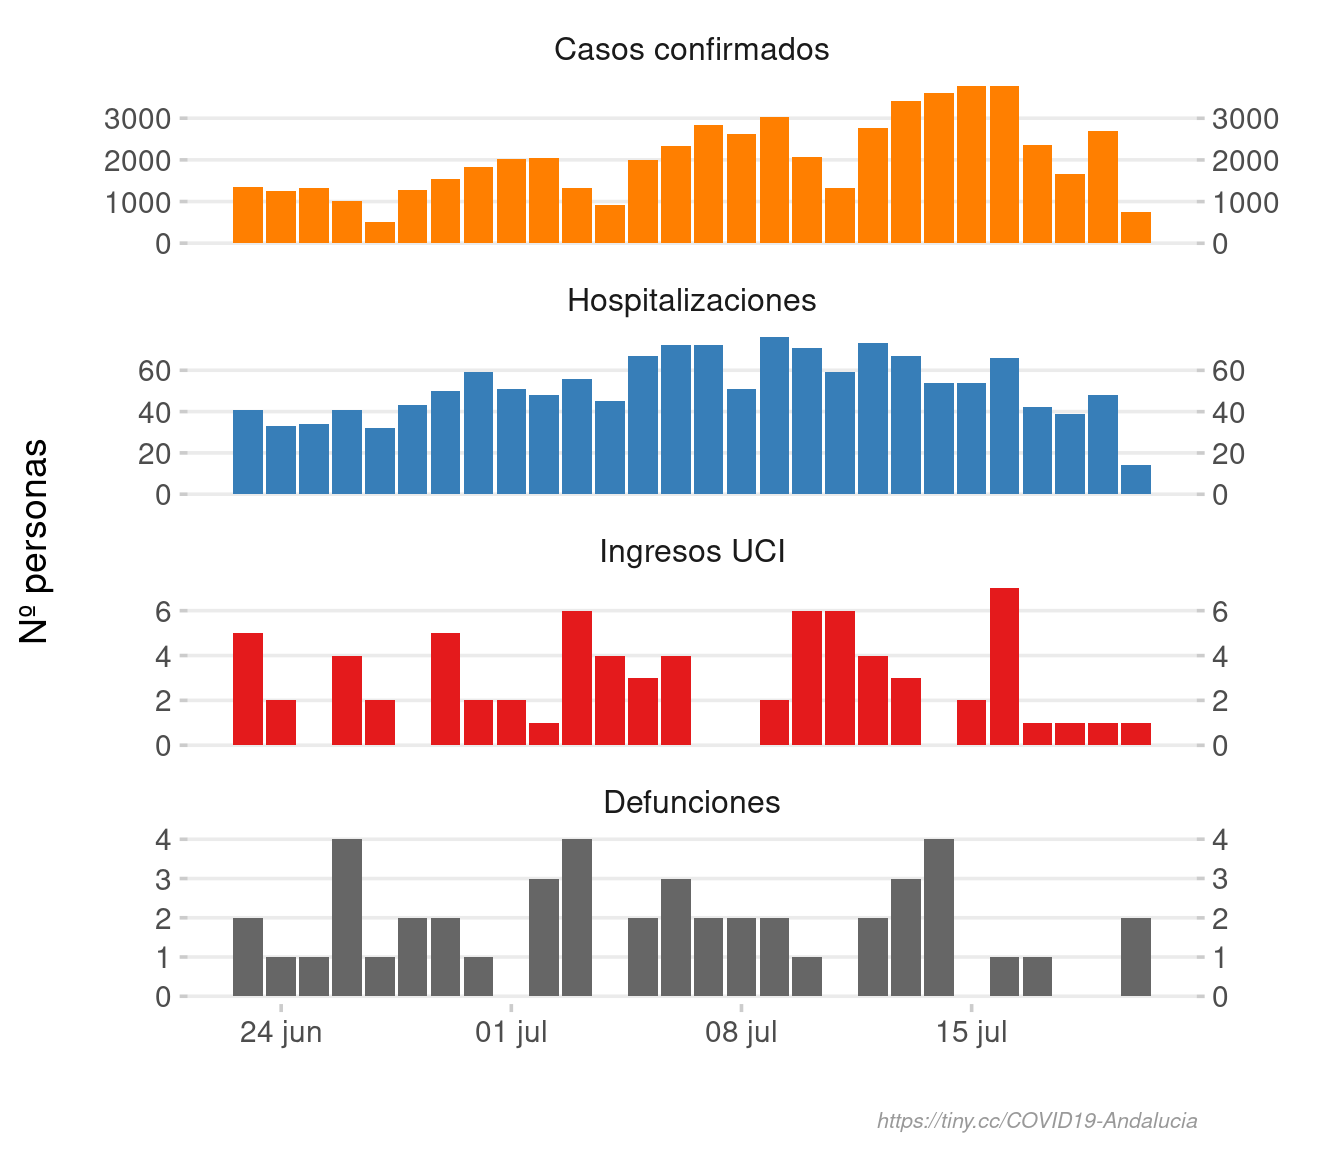 Casos confirmados
3000 3000
2000 2000
1000 1000
0 0
Hospitalizaciones
60 60
40 40
20 20
0 0
Nº personas
Ingresos UCI
6 6
4 4
2 2
0 0
Defunciones
4 4
3 3
2 2
1 1
0 0
24 jun 01 jul 08 jul 15 jul
https://tiny.cc/COVID19-Andalucia